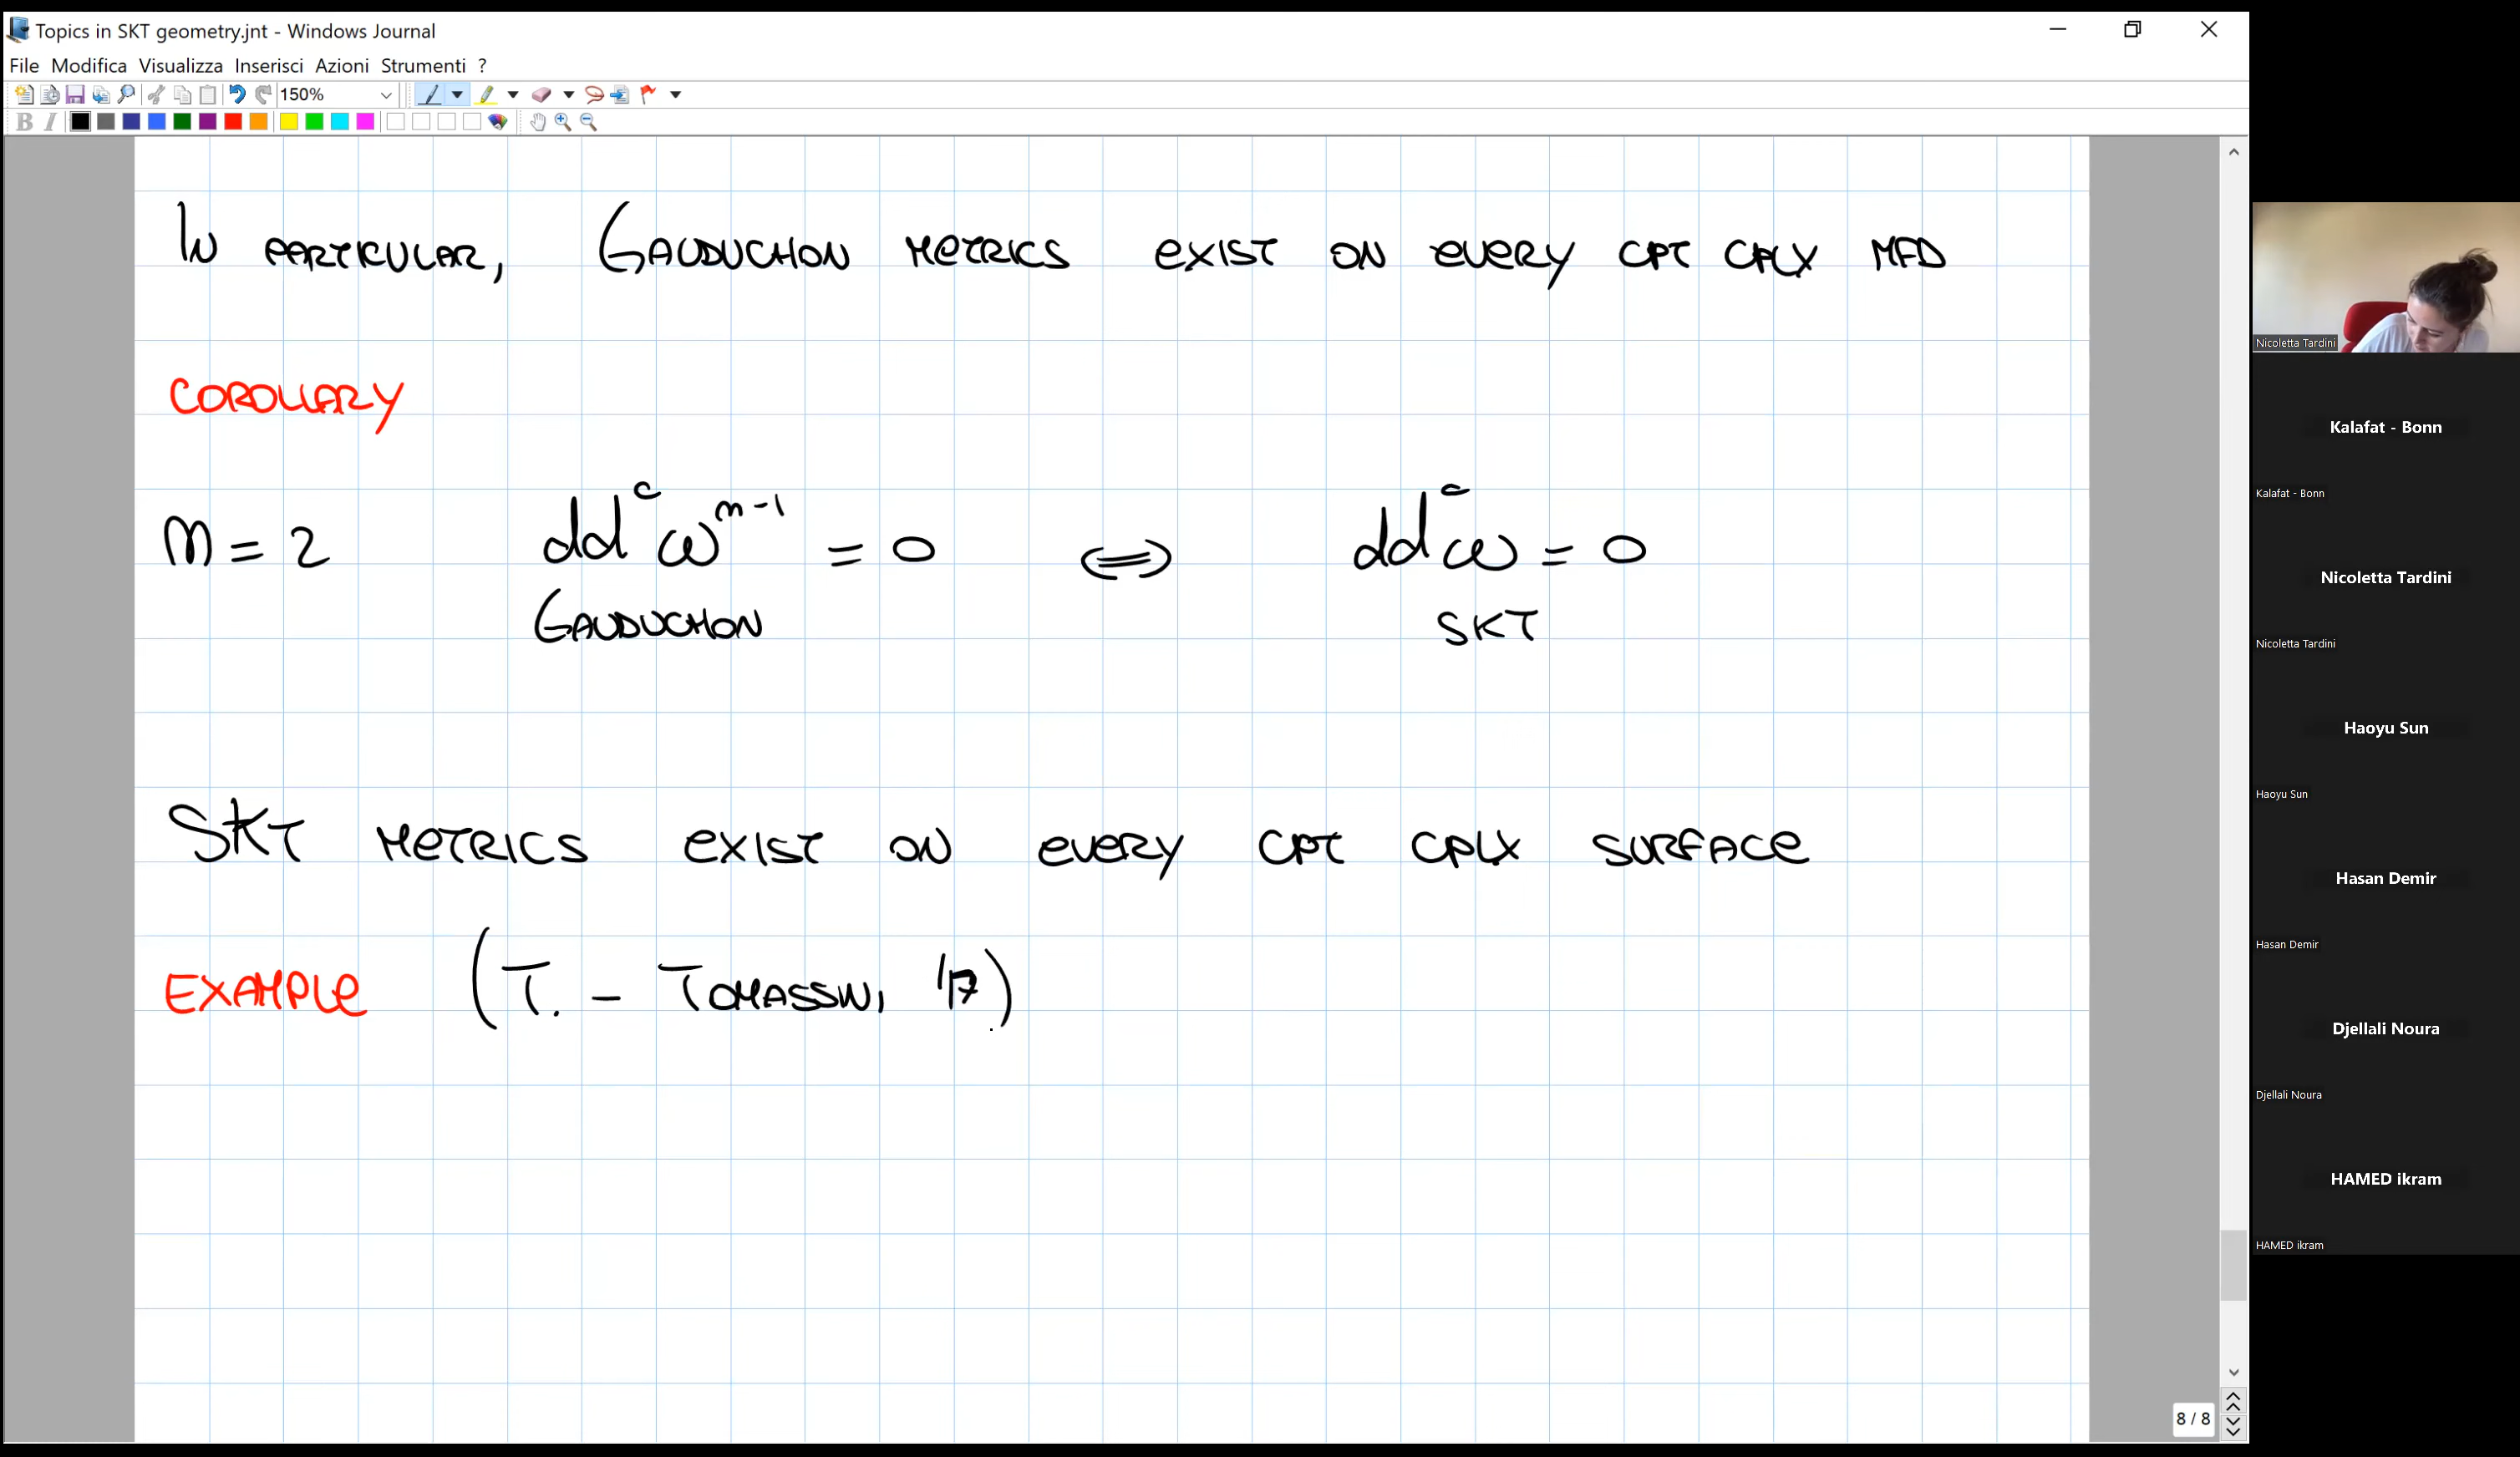 Topics in SKT geometry.jnt - Windows Journal
File Modifica Visualizza Inserisci Azioni Strumenti ?
150%
B I
IN PARTICULAR, GAUDUCHON METRICS EXIST ON EVERY CPT CPLX MFD
COROLLARY
n = 2 dd^c ω^{n-1} = 0 ⟺ dd^c ω = 0
GAUDUCHON SKT
SKT METRICS EXIST ON EVERY CPT CPLX SURFACE
EXAMPLE (T. - TOMASSINI '17)
8 / 8
Nicoletta Tardini
Kalafat - Bonn
Kalafat - Bonn
Nicoletta Tardini
Nicoletta Tardini
Haoyu Sun
Haoyu Sun
Hasan Demir
Hasan Demir
Djellali Noura
Djellali Noura
HAMED ikram
HAMED ikram